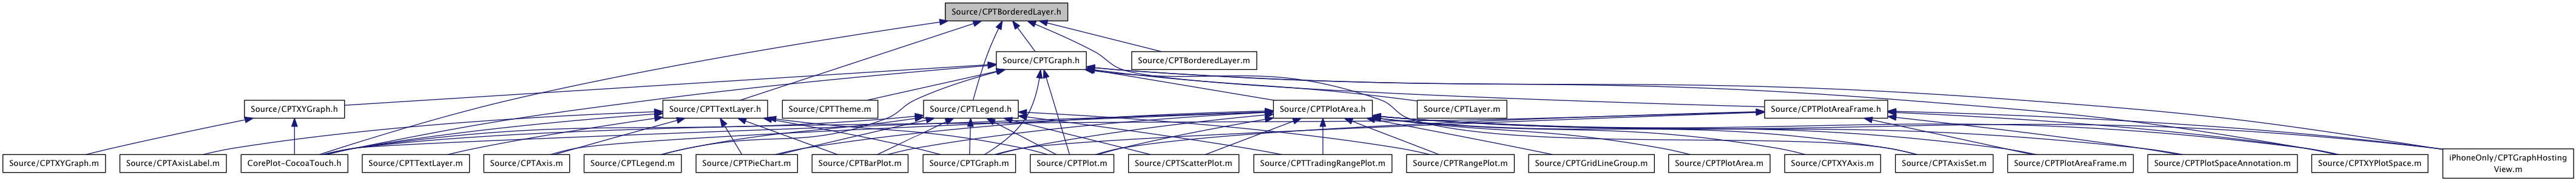 Source/CPTBorderedLayer.h
Source/CPTGraph.h
Source/CPTBorderedLayer.m
Source/CPTXYGraph.h
Source/CPTTextLayer.h
Source/CPTTheme.m
Source/CPTLegend.h
Source/CPTPlotArea.h
Source/CPTLayer.m
Source/CPTPlotAreaFrame.h
Source/CPTXYGraph.m
Source/CPTAxisLabel.m
CorePlot-CocoaTouch.h
Source/CPTTextLayer.m
Source/CPTAxis.m
Source/CPTLegend.m
Source/CPTPieChart.m
Source/CPTBarPlot.m
Source/CPTGraph.m
Source/CPTPlot.m
Source/CPTScatterPlot.m
Source/CPTTradingRangePlot.m
Source/CPTRangePlot.m
Source/CPTGridLineGroup.m
Source/CPTPlotArea.m
Source/CPTXYAxis.m
Source/CPTAxisSet.m
Source/CPTPlotAreaFrame.m
Source/CPTPlotSpaceAnnotation.m
Source/CPTXYPlotSpace.m
iPhoneOnly/CPTGraphHosting
View.m